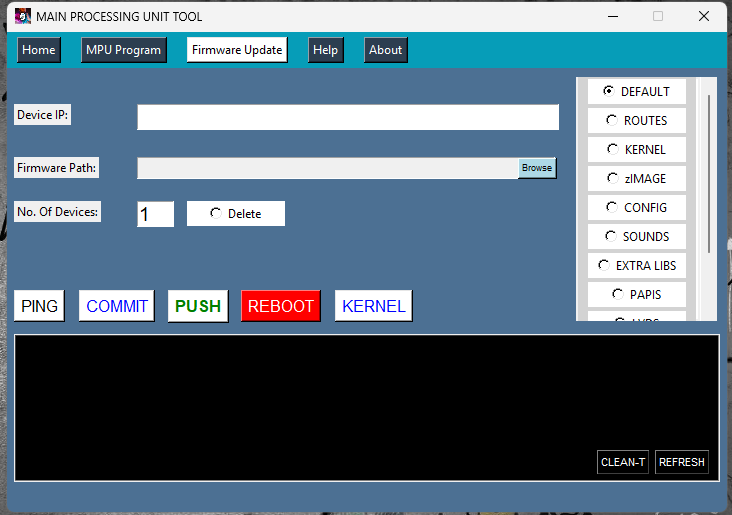 MAIN PROCESSING UNIT TOOL
Home MPU Program Firmware Update Help About
Device IP:
Firmware Path: Browse
No. Of Devices: 1 Delete
PING COMMIT PUSH REBOOT KERNEL
DEFAULT
ROUTES
KERNEL
zIMAGE
CONFIG
SOUNDS
EXTRA LIBS
PAPIS
CLEAN-T REFRESH